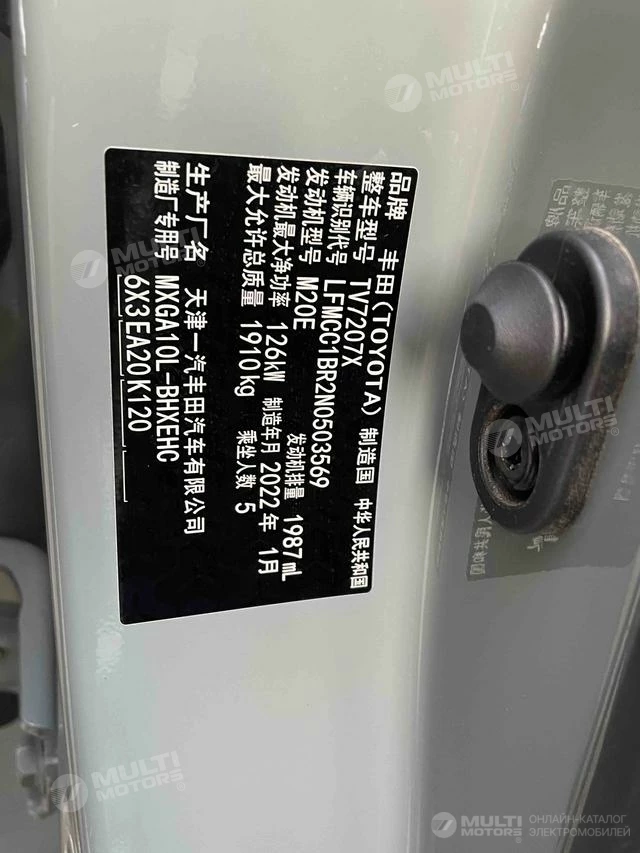 品牌 丰田(TOYOTA) 制造国 中华人民共和国
整车型号 TV7207X
车辆识别代号 LFMCC1BR2N0503569
发动机型号 M20E 发动机排量 1987mL
发动机最大净功率 126kW 制造年月 2022年 1月
最大允许总质量 1910kg 乘坐人数 5
生产厂名 天津一汽丰田汽车有限公司
制造厂专用号 MXGA10L-BHXEHC
6X3EA20K120
MULTI
MOTORS®
MULTI
MOTORS®
MULTI
MOTORS®
MULTI
MOTORS®
MULTI
MOTORS®
ОНЛАЙН-КАТАЛОГ
ЭЛЕКТРОМОБИЛЕЙ